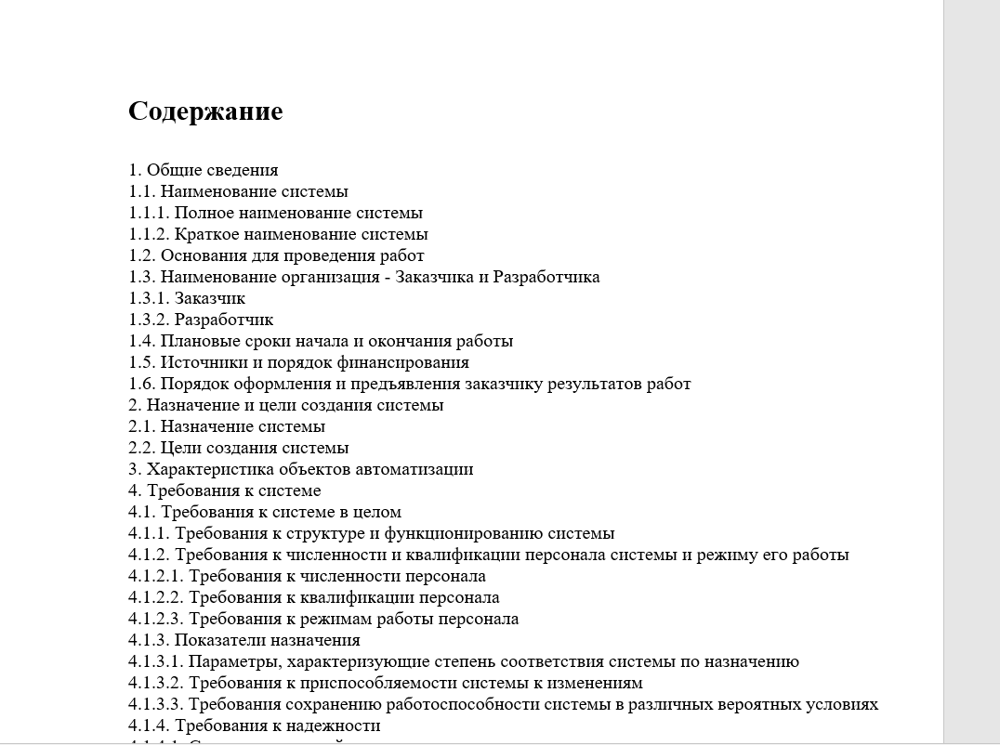 Содержание
1. Общие сведения
1.1. Наименование системы
1.1.1. Полное наименование системы
1.1.2. Краткое наименование системы
1.2. Основания для проведения работ
1.3. Наименование организация - Заказчика и Разработчика
1.3.1. Заказчик
1.3.2. Разработчик
1.4. Плановые сроки начала и окончания работы
1.5. Источники и порядок финансирования
1.6. Порядок оформления и предъявления заказчику результатов работ
2. Назначение и цели создания системы
2.1. Назначение системы
2.2. Цели создания системы
3. Характеристика объектов автоматизации
4. Требования к системе
4.1. Требования к системе в целом
4.1.1. Требования к структуре и функционированию системы
4.1.2. Требования к численности и квалификации персонала системы и режиму его работы
4.1.2.1. Требования к численности персонала
4.1.2.2. Требования к квалификации персонала
4.1.2.3. Требования к режимам работы персонала
4.1.3. Показатели назначения
4.1.3.1. Параметры, характеризующие степень соответствия системы по назначению
4.1.3.2. Требования к приспособляемости системы к изменениям
4.1.3.3. Требования сохранению работоспособности системы в различных вероятных условиях
4.1.4. Требования к надежности